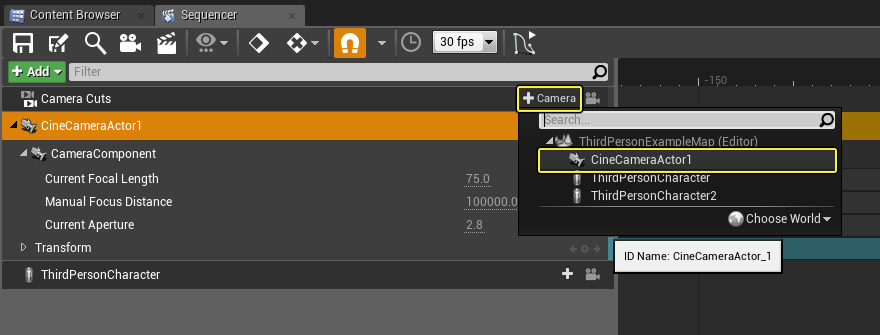 Content Browser
Sequencer
30 fps
Add
Filter
-150
Camera Cuts
Camera
CineCameraActor1
Search...
ThirdPersonExampleMap (Editor)
CameraComponent
CineCameraActor1
Current Focal Length
75.0
ThirdPersonCharacter
Manual Focus Distance
100000.0
ThirdPersonCharacter2
Current Aperture
2.8
Choose World
Transform
ID Name: CineCameraActor_1
ThirdPersonCharacter